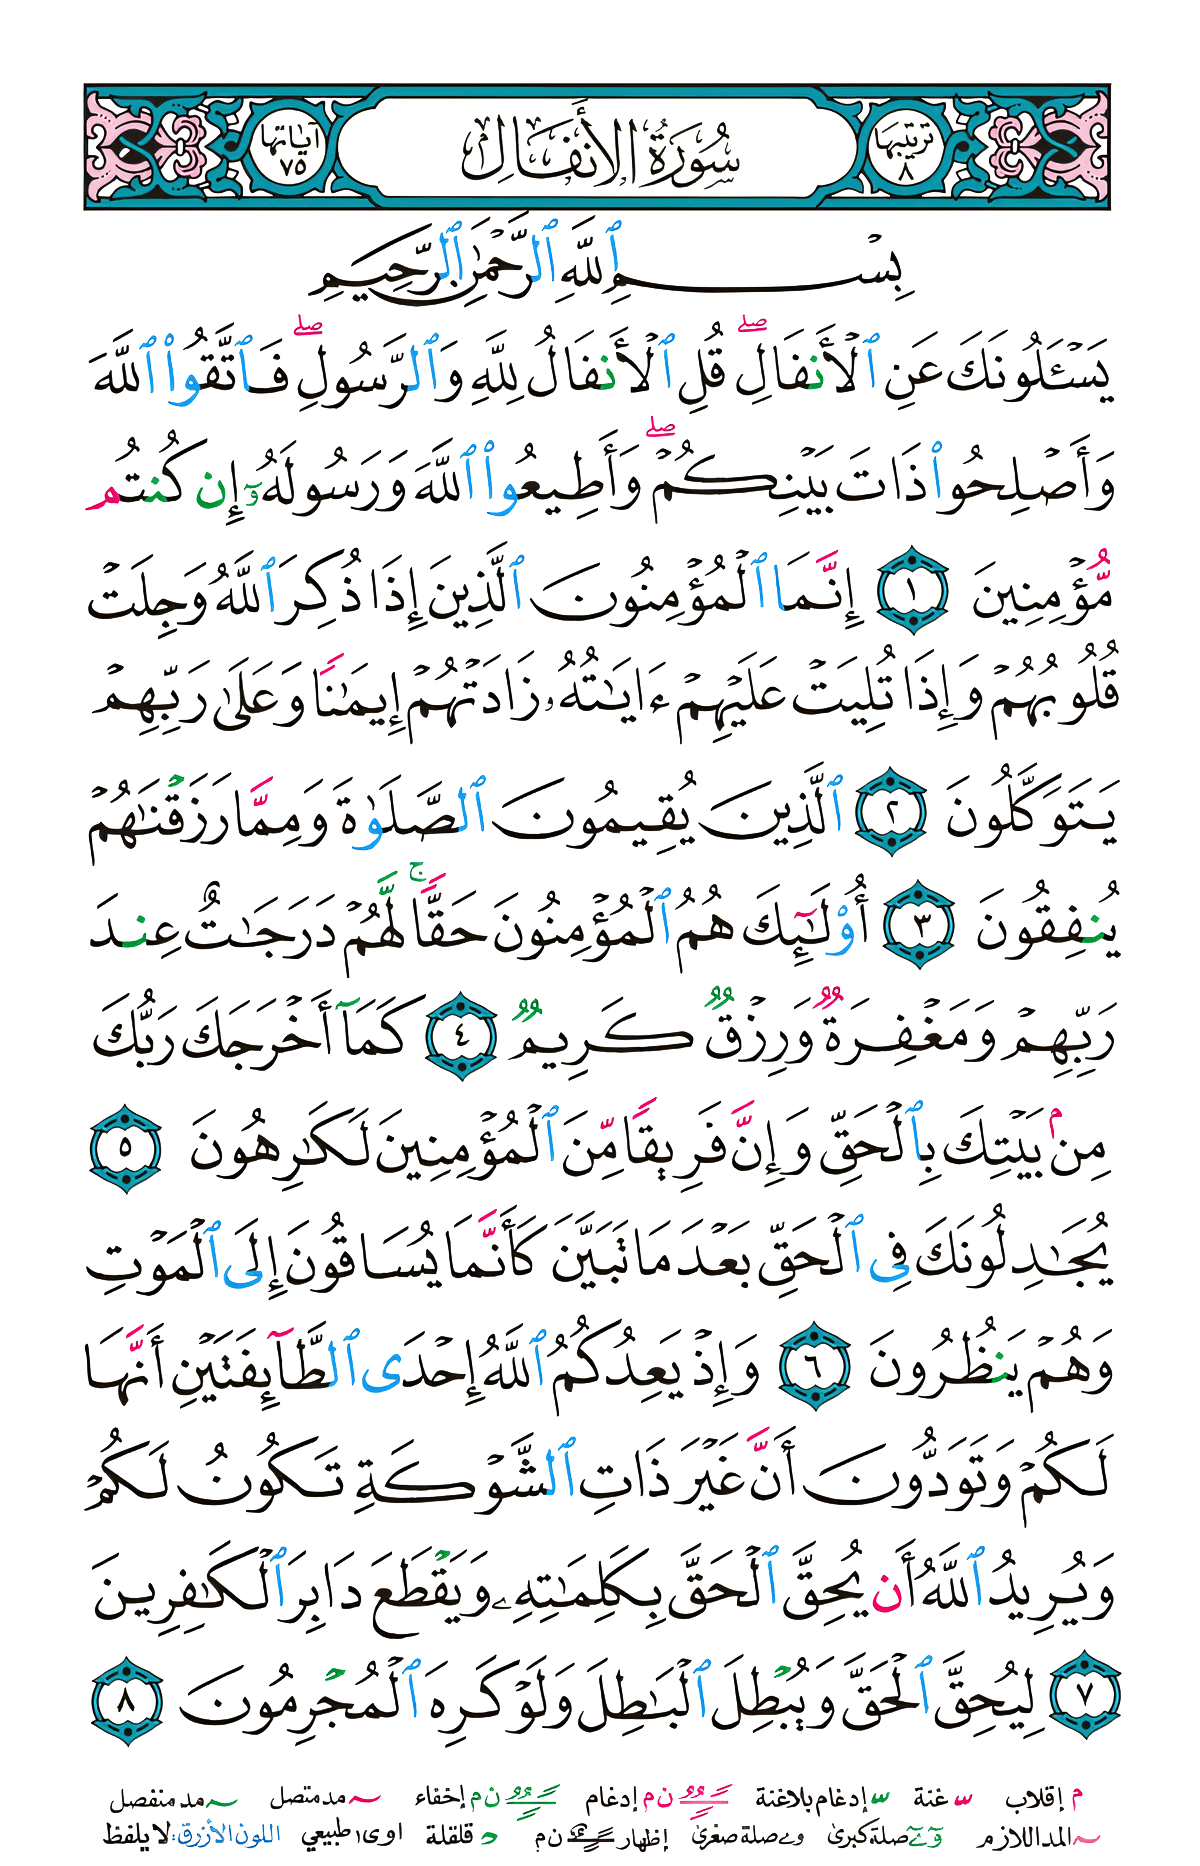 ترتيبها ٨
سُورَةُ الأَنفَالِ
آياتها ٧٥
بِسْمِ ٱللَّهِ ٱلرَّحْمَٰنِ ٱلرَّحِيمِ
يَسْـَٔلُونَكَ عَنِ ٱلْأَنفَالِ ۖ قُلِ ٱلْأَنفَالُ لِلَّهِ وَٱلرَّسُولِ ۖ فَٱتَّقُوا۟ ٱللَّهَ
وَأَصْلِحُوا۟ ذَاتَ بَيْنِكُمْ ۖ وَأَطِيعُوا۟ ٱللَّهَ وَرَسُولَهُۥٓ إِن كُنتُم
مُّؤْمِنِينَ ١ إِنَّمَا ٱلْمُؤْمِنُونَ ٱلَّذِينَ إِذَا ذُكِرَ ٱللَّهُ وَجِلَتْ
قُلُوبُهُمْ وَإِذَا تُلِيَتْ عَلَيْهِمْ ءَايَٰتُهُۥ زَادَتْهُمْ إِيمَٰنًا وَعَلَىٰ رَبِّهِمْ
يَتَوَكَّلُونَ ٢ ٱلَّذِينَ يُقِيمُونَ ٱلصَّلَوٰةَ وَمِمَّا رَزَقْنَٰهُمْ
يُنفِقُونَ ٣ أُو۟لَٰٓئِكَ هُمُ ٱلْمُؤْمِنُونَ حَقًّا ۚ لَّهُمْ دَرَجَٰتٌ عِندَ
رَبِّهِمْ وَمَغْفِرَةٌ وَرِزْقٌ كَرِيمٌ ٤ كَمَآ أَخْرَجَكَ رَبُّكَ
مِنۢ بَيْتِكَ بِٱلْحَقِّ وَإِنَّ فَرِيقًا مِّنَ ٱلْمُؤْمِنِينَ لَكَٰرِهُونَ ٥
يُجَٰدِلُونَكَ فِى ٱلْحَقِّ بَعْدَ مَا تَبَيَّنَ كَأَنَّمَا يُسَاقُونَ إِلَى ٱلْمَوْتِ
وَهُمْ يَنظُرُونَ ٦ وَإِذْ يَعِدُكُمُ ٱللَّهُ إِحْدَى ٱلطَّآئِفَتَيْنِ أَنَّهَا
لَكُمْ وَتَوَدُّونَ أَنَّ غَيْرَ ذَاتِ ٱلشَّوْكَةِ تَكُونُ لَكُمْ
وَيُرِيدُ ٱللَّهُ أَن يُحِقَّ ٱلْحَقَّ بِكَلِمَٰتِهِۦ وَيَقْطَعَ دَابِرَ ٱلْكَٰفِرِينَ
٧ لِيُحِقَّ ٱلْحَقَّ وَيُبْطِلَ ٱلْبَٰطِلَ وَلَوْ كَرِهَ ٱلْمُجْرِمُونَ ٨
م إقلاب ـّ غنة ـّ إدغام بلاغنة ن م إدغام ن م إخفاء ~ مد متصل ~ مد منفصل
~ المد اللازم وٓ ےٓ صلة كبرى و ے صلة صغرى إظهار ن م قلقلة اوى ا طبيعي اللون الأزرق: لا يلفظ